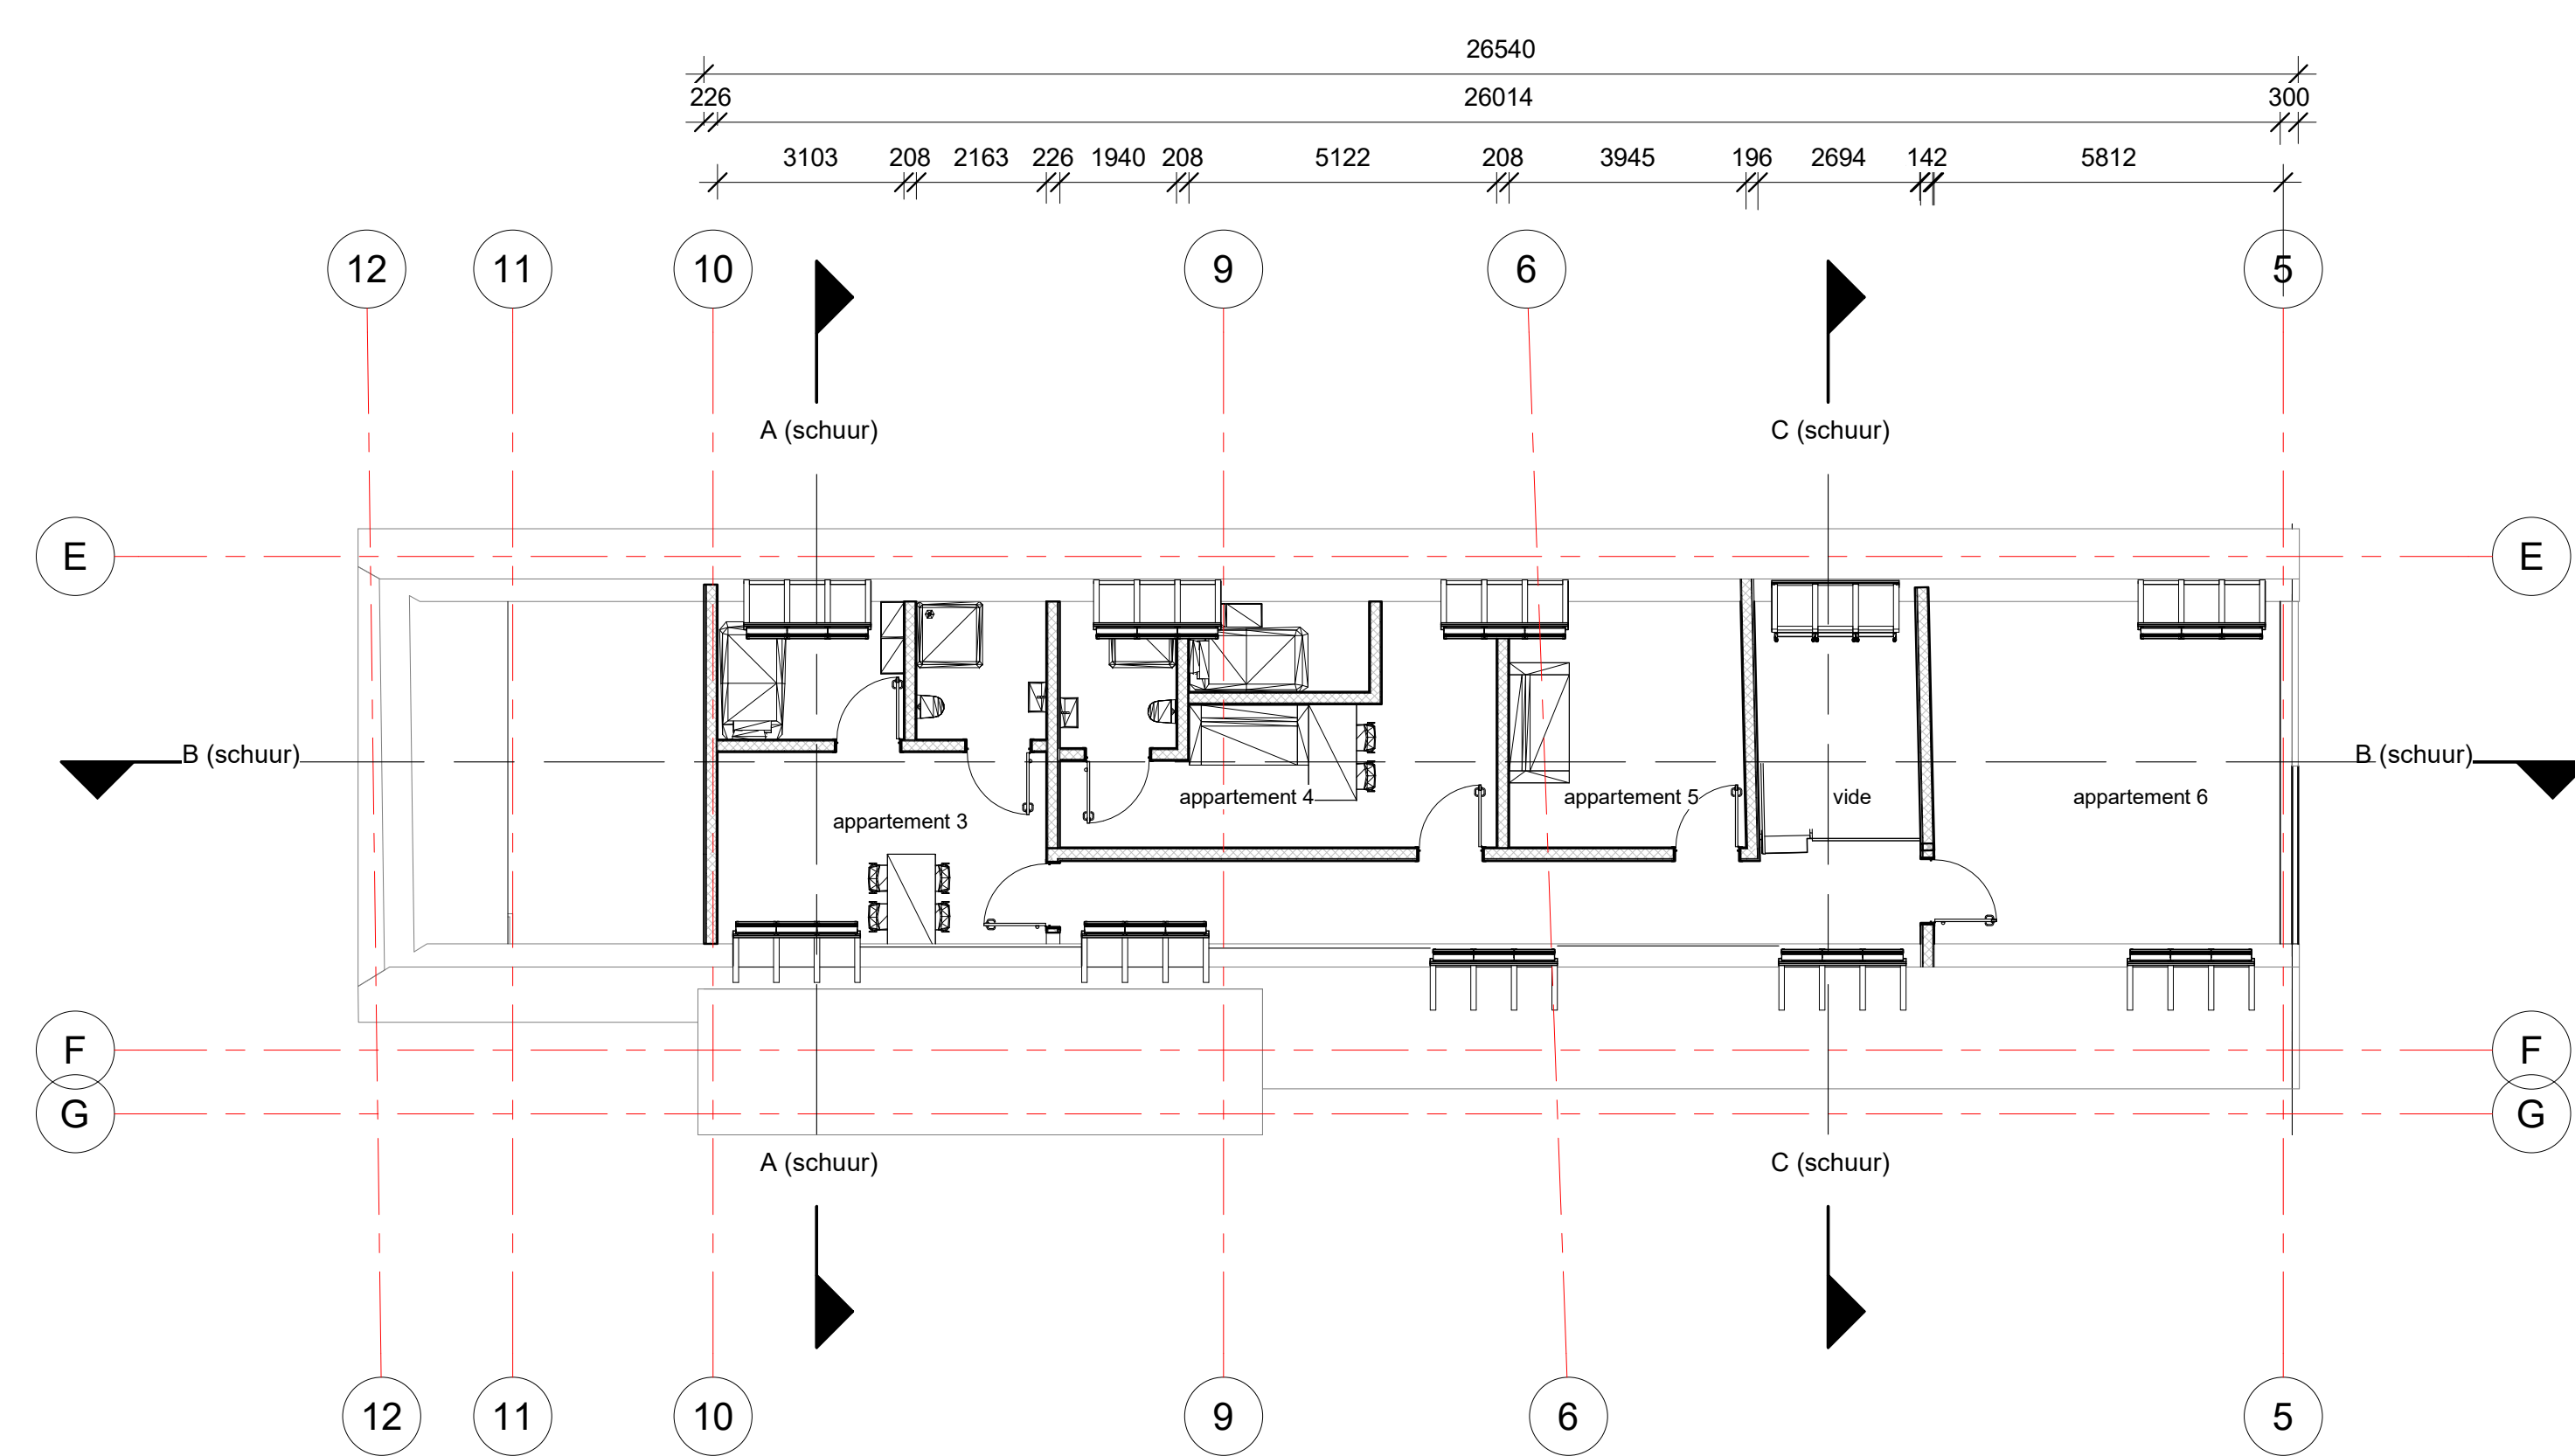 26540
226 26014 300
3103 208 2163 226 1940 208 5122 208 3945 196 2694 142 5812
12 11 10 9 6 5
A (schuur) C (schuur)
E E
B (schuur) B (schuur)
appartement 4 appartement 5 vide appartement 6
appartement 3
F F
G G
A (schuur) C (schuur)
12 11 10 9 6 5